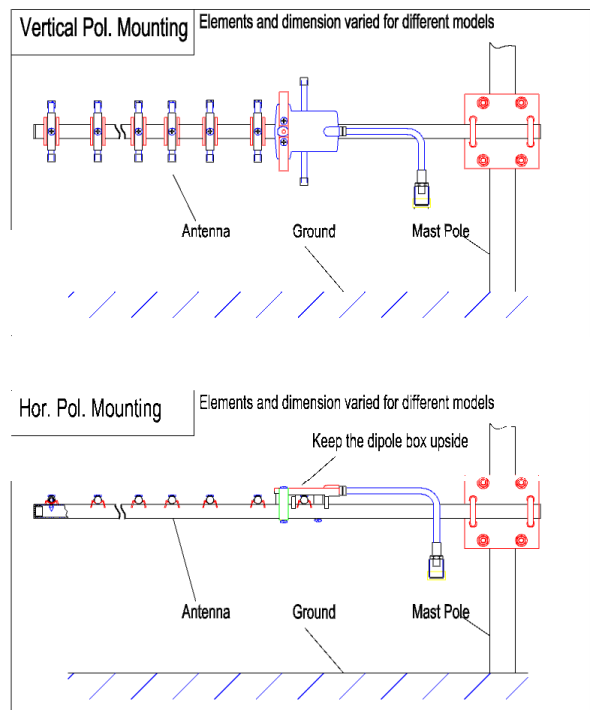 Vertical Pol. Mounting
Elements and dimension varied for different models
Antenna
Ground
Mast Pole
Hor. Pol. Mounting
Elements and dimension varied for different models
Keep the dipole box upside
Antenna
Ground
Mast Pole